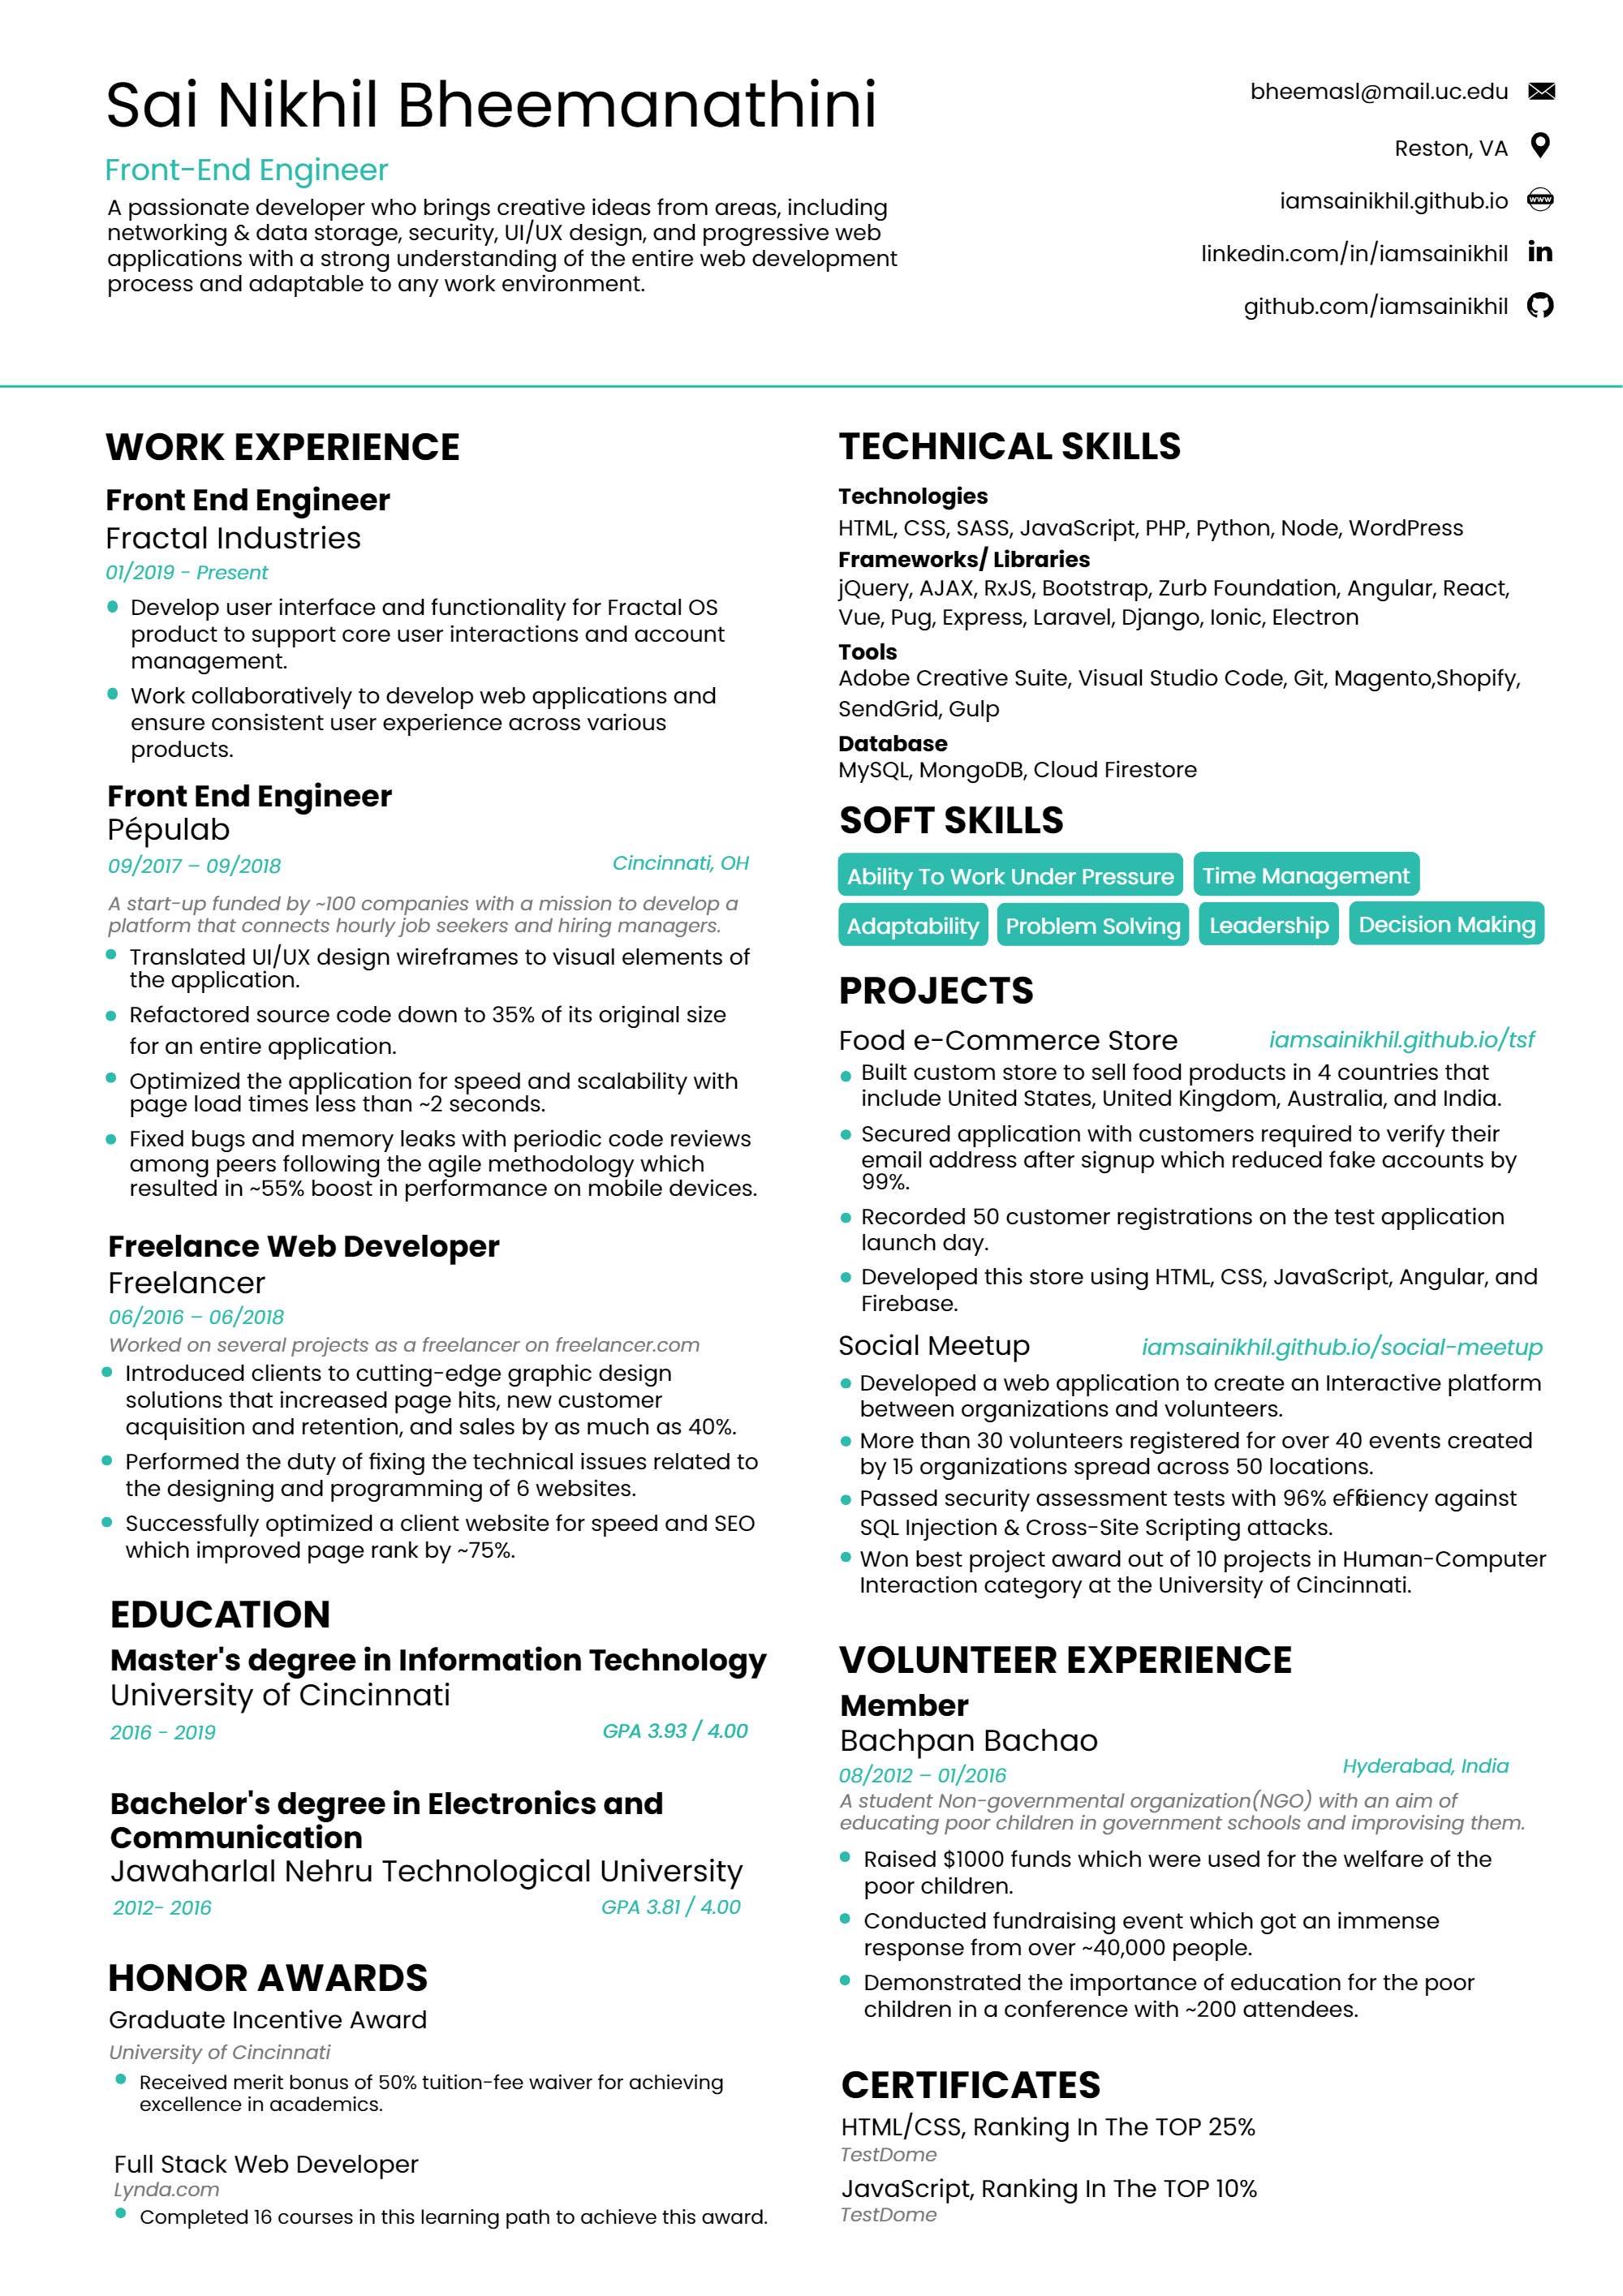 Sai Nikhil Bheemanathini
Front-End Engineer
A passionate developer who brings creative ideas from areas, including
networking & data storage, security, UI/UX design, and progressive web
applications with a strong understanding of the entire web development
process and adaptable to any work environment.
bheemasl@mail.uc.edu
Reston, VA
iamsainikhil.github.io
www
linkedin.com/in/iamsainikhil
in
github.com/iamsainikhil
WORK EXPERIENCE
Front End Engineer
Fractal Industries
01/2019 - Present
Develop user interface and functionality for Fractal OS
product to support core user interactions and account
management.
Work collaboratively to develop web applications and
ensure consistent user experience across various
products.
Front End Engineer
Pépulab
09/2017 – 09/2018
Cincinnati, OH
A start-up funded by ~100 companies with a mission to develop a
platform that connects hourly job seekers and hiring managers.
Translated UI/UX design wireframes to visual elements of
the application.
Refactored source code down to 35% of its original size
for an entire application.
Optimized the application for speed and scalability with
page load times less than ~2 seconds.
Fixed bugs and memory leaks with periodic code reviews
among peers following the agile methodology which
resulted in ~55% boost in performance on mobile devices.
Freelance Web Developer
Freelancer
06/2016 – 06/2018
Worked on several projects as a freelancer on freelancer.com
Introduced clients to cutting-edge graphic design
solutions that increased page hits, new customer
acquisition and retention, and sales by as much as 40%.
Performed the duty of fixing the technical issues related to
the designing and programming of 6 websites.
Successfully optimized a client website for speed and SEO
which improved page rank by ~75%.
EDUCATION
Master's degree in Information Technology
University of Cincinnati
2016 - 2019
GPA 3.93 / 4.00
Bachelor's degree in Electronics and
Communication
Jawaharlal Nehru Technological University
2012- 2016
GPA 3.81 / 4.00
HONOR AWARDS
Graduate Incentive Award
University of Cincinnati
Received merit bonus of 50% tuition-fee waiver for achieving
excellence in academics.
Full Stack Web Developer
Lynda.com
Completed 16 courses in this learning path to achieve this award.
TECHNICAL SKILLS
Technologies
HTML, CSS, SASS, JavaScript, PHP, Python, Node, WordPress
Frameworks/ Libraries
jQuery, AJAX, RxJS, Bootstrap, Zurb Foundation, Angular, React,
Vue, Pug, Express, Laravel, Django, Ionic, Electron
Tools
Adobe Creative Suite, Visual Studio Code, Git, Magento,Shopify,
SendGrid, Gulp
Database
MySQL, MongoDB, Cloud Firestore
SOFT SKILLS
Ability To Work Under Pressure
Time Management
Adaptability
Problem Solving
Leadership
Decision Making
PROJECTS
Food e-Commerce Store
iamsainikhil.github.io/tsf
Built custom store to sell food products in 4 countries that
include United States, United Kingdom, Australia, and India.
Secured application with customers required to verify their
email address after signup which reduced fake accounts by
99%.
Recorded 50 customer registrations on the test application
launch day.
Developed this store using HTML, CSS, JavaScript, Angular, and
Firebase.
Social Meetup
iamsainikhil.github.io/social-meetup
Developed a web application to create an Interactive platform
between organizations and volunteers.
More than 30 volunteers registered for over 40 events created
by 15 organizations spread across 50 locations.
Passed security assessment tests with 96% efficiency against
SQL Injection & Cross-Site Scripting attacks.
Won best project award out of 10 projects in Human-Computer
Interaction category at the University of Cincinnati.
VOLUNTEER EXPERIENCE
Member
Bachpan Bachao
08/2012 – 01/2016
Hyderabad, India
A student Non-governmental organization(NGO) with an aim of
educating poor children in government schools and improvising them.
Raised $1000 funds which were used for the welfare of the
poor children.
Conducted fundraising event which got an immense
response from over ~40,000 people.
Demonstrated the importance of education for the poor
children in a conference with ~200 attendees.
CERTIFICATES
HTML/CSS, Ranking In The TOP 25%
TestDome
JavaScript, Ranking In The TOP 10%
TestDome